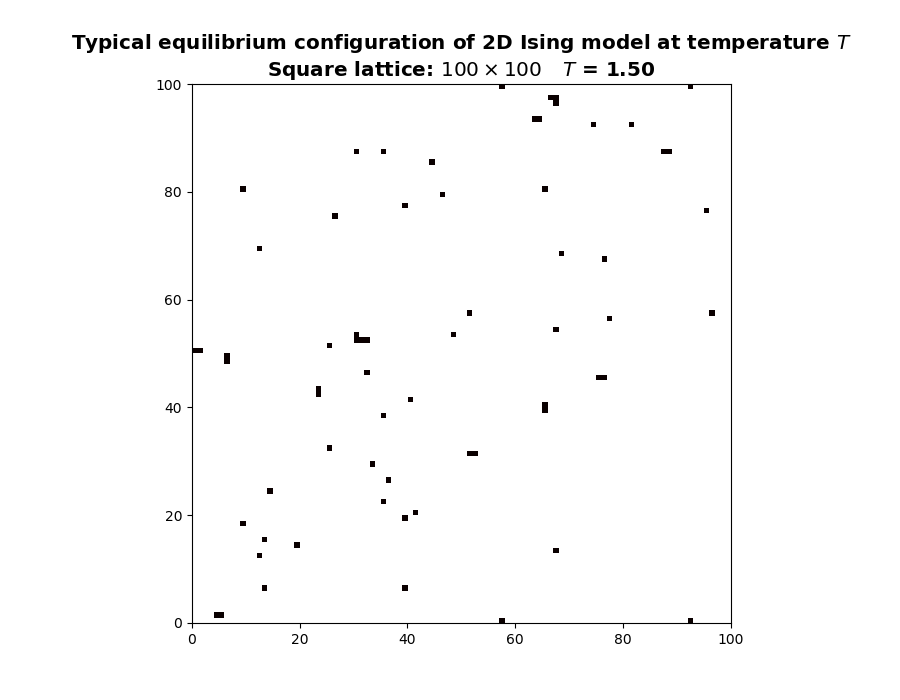 Typical equilibrium configuration of 2D Ising model at temperature T
Square lattice: 100 × 100 T = 1.50
100
80
60
40
20
0
0 20 40 60 80 100